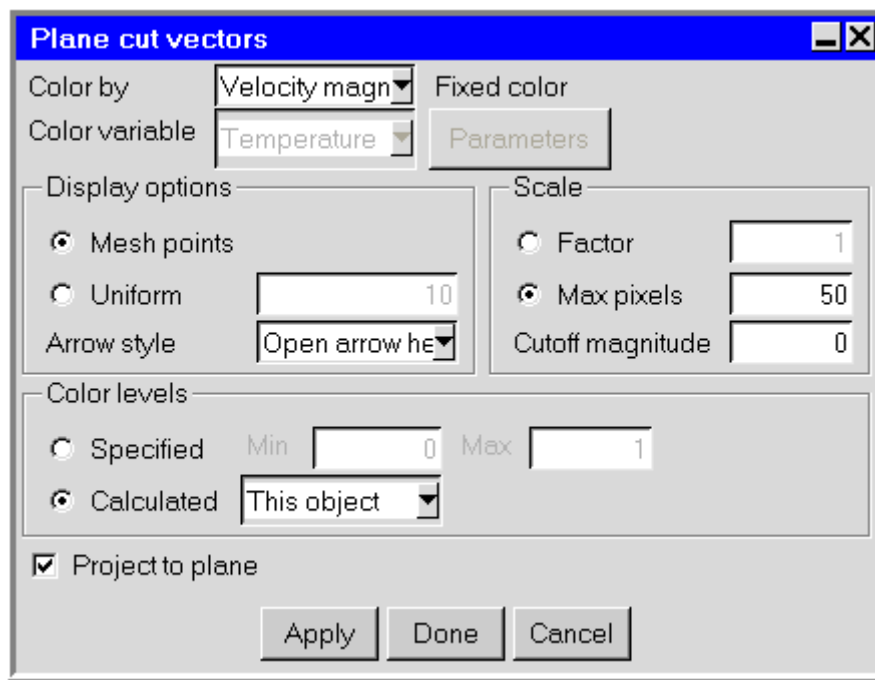 Plane cut vectors
Color by Velocity magn Fixed color
Color variable Temperature Parameters
Display options
Mesh points
Uniform 10
Arrow style Open arrow he
Scale
Factor 1
Max pixels 50
Cutoff magnitude 0
Color levels
Specified Min 0 Max 1
Calculated This object
Project to plane
Apply Done Cancel